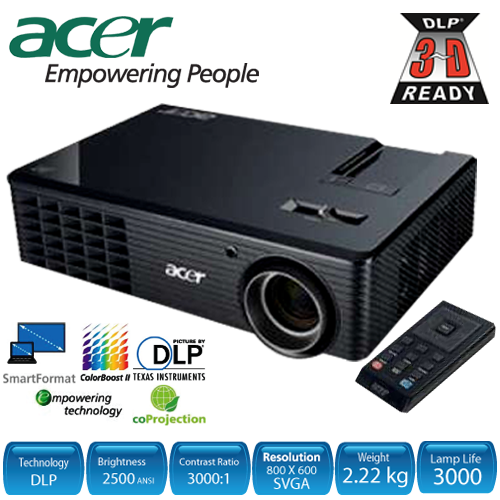 acer
Empowering People
DLP®
3-D
READY
acer
acer
SmartFormat
ColorBoost II
PICTURE BY
DLP
TEXAS INSTRUMENTS
empowering
technology
coProjection
Technology
DLP
Brightness
2500 ANSI
Contrast Ratio
3000:1
Resolution
800 X 600
SVGA
Weight
2.22 kg
Lamp Life
3000